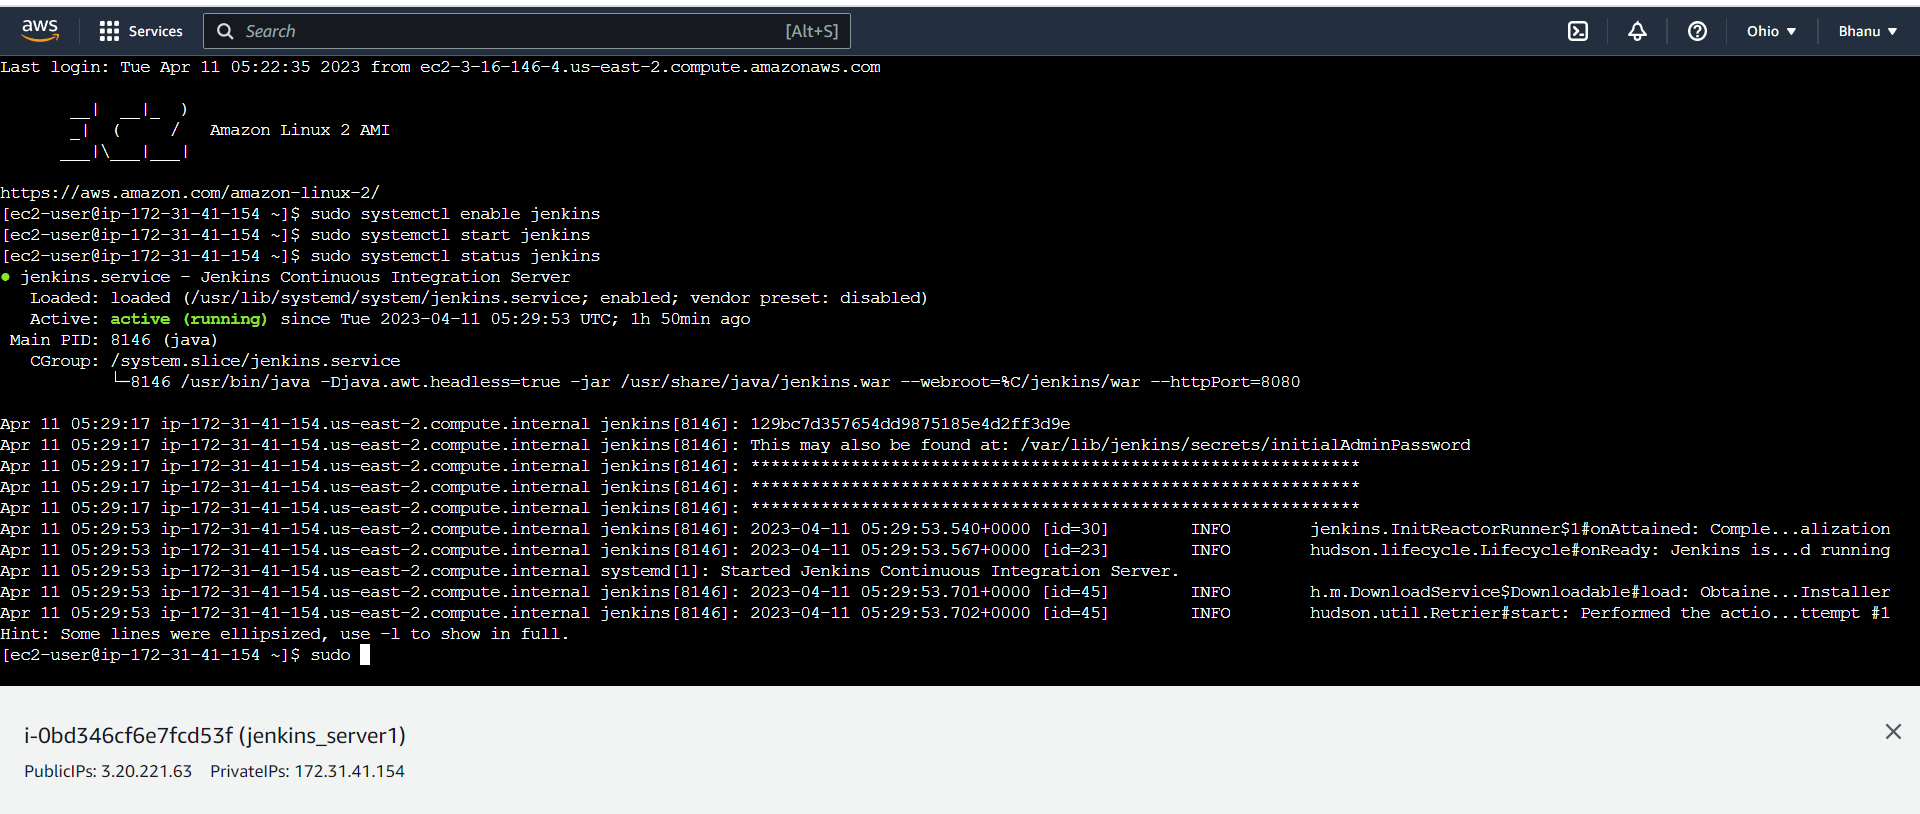 aws Services Search [Alt+S] Ohio ▼ Bhanu ▼
Last login: Tue Apr 11 05:22:35 2023 from ec2-3-16-146-4.us-east-2.compute.amazonaws.com
       __|  __|_  )
       _|  (     /   Amazon Linux 2 AMI
      ___|\___|___|
https://aws.amazon.com/amazon-linux-2/
[ec2-user@ip-172-31-41-154 ~]$ sudo systemctl enable jenkins
[ec2-user@ip-172-31-41-154 ~]$ sudo systemctl start jenkins
[ec2-user@ip-172-31-41-154 ~]$ sudo systemctl status jenkins
● jenkins.service - Jenkins Continuous Integration Server
   Loaded: loaded (/usr/lib/systemd/system/jenkins.service; enabled; vendor preset: disabled)
   Active: active (running) since Tue 2023-04-11 05:29:53 UTC; 1h 50min ago
 Main PID: 8146 (java)
   CGroup: /system.slice/jenkins.service
           └─8146 /usr/bin/java -Djava.awt.headless=true -jar /usr/share/java/jenkins.war --webroot=%C/jenkins/war --httpPort=8080
Apr 11 05:29:17 ip-172-31-41-154.us-east-2.compute.internal jenkins[8146]: 129bc7d357654dd9875185e4d2ff3d9e
Apr 11 05:29:17 ip-172-31-41-154.us-east-2.compute.internal jenkins[8146]: This may also be found at: /var/lib/jenkins/secrets/initialAdminPassword
Apr 11 05:29:17 ip-172-31-41-154.us-east-2.compute.internal jenkins[8146]: *************************************************************
Apr 11 05:29:17 ip-172-31-41-154.us-east-2.compute.internal jenkins[8146]: *************************************************************
Apr 11 05:29:17 ip-172-31-41-154.us-east-2.compute.internal jenkins[8146]: *************************************************************
Apr 11 05:29:53 ip-172-31-41-154.us-east-2.compute.internal jenkins[8146]: 2023-04-11 05:29:53.540+0000 [id=30]        INFO        jenkins.InitReactorRunner$1#onAttained: Comple...alization
Apr 11 05:29:53 ip-172-31-41-154.us-east-2.compute.internal jenkins[8146]: 2023-04-11 05:29:53.567+0000 [id=23]        INFO        hudson.lifecycle.Lifecycle#onReady: Jenkins is...d running
Apr 11 05:29:53 ip-172-31-41-154.us-east-2.compute.internal systemd[1]: Started Jenkins Continuous Integration Server.
Apr 11 05:29:53 ip-172-31-41-154.us-east-2.compute.internal jenkins[8146]: 2023-04-11 05:29:53.701+0000 [id=45]        INFO        h.m.DownloadService$Downloadable#load: Obtaine...Installer
Apr 11 05:29:53 ip-172-31-41-154.us-east-2.compute.internal jenkins[8146]: 2023-04-11 05:29:53.702+0000 [id=45]        INFO        hudson.util.Retrier#start: Performed the actio...ttempt #1
Hint: Some lines were ellipsized, use -l to show in full.
[ec2-user@ip-172-31-41-154 ~]$ sudo
i-0bd346cf6e7fcd53f (jenkins_server1)
PublicIPs: 3.20.221.63 PrivateIPs: 172.31.41.154